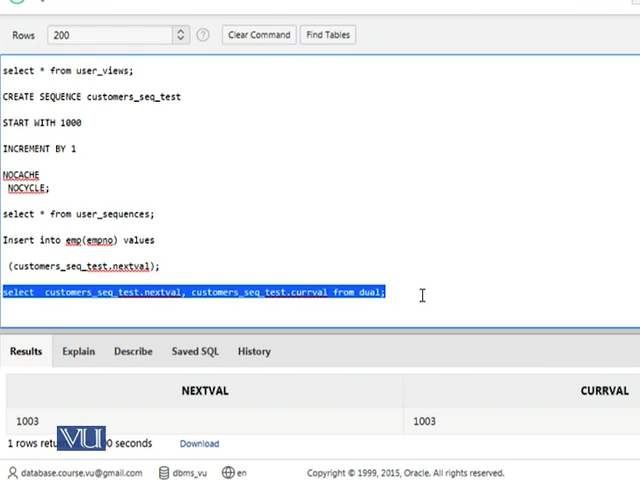 Rows 200 Clear Command Find Tables
select * from user_views;
CREATE SEQUENCE customers_seq_test
START WITH 1000
INCREMENT BY 1
NOCACHE
NOCYCLE;
select * from user_sequences;
Insert into emp(empno) values
(customers_seq_test.nextval);
select customers_seq_test.nextval, customers_seq_test.currval from dual;
Results Explain Describe Saved SQL History
NEXTVAL CURRVAL
1003 1003
VU
1 rows 0 seconds Download
database.course.vu@gmail.com dbms_vu en Copyright © 1999, 2015, Oracle. All rights reserved.